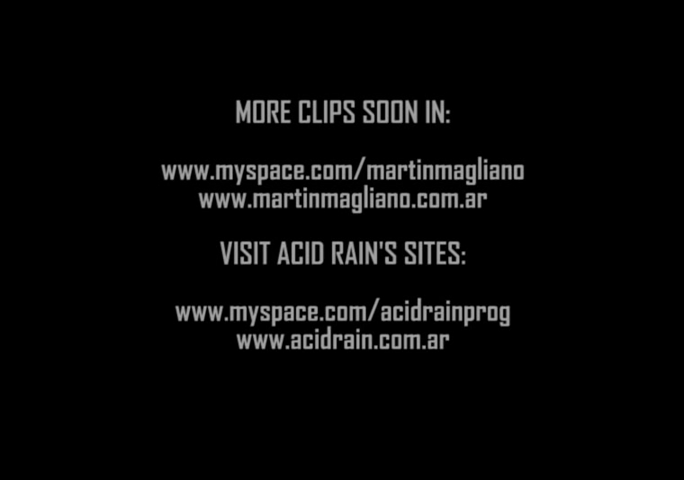 MORE CLIPS SOON IN:
www.myspace.com/martinmagliano
www.martinmagliano.com.ar
VISIT ACID RAIN'S SITES:
www.myspace.com/acidrainprog
www.acidrain.com.ar